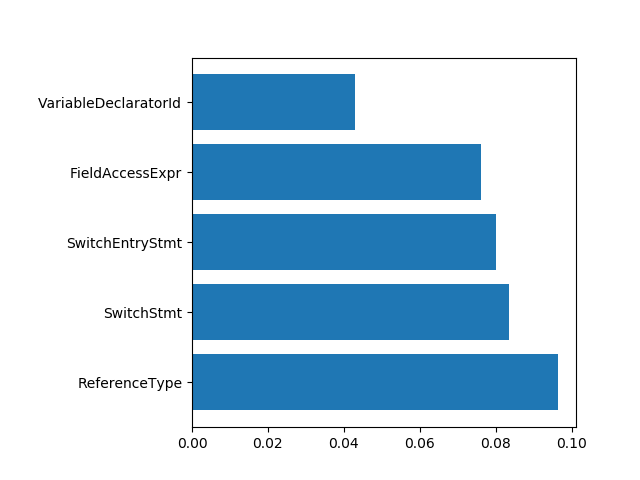 VariableDeclaratorId
FieldAccessExpr
SwitchEntryStmt
SwitchStmt
ReferenceType
0.00 0.02 0.04 0.06 0.08 0.10